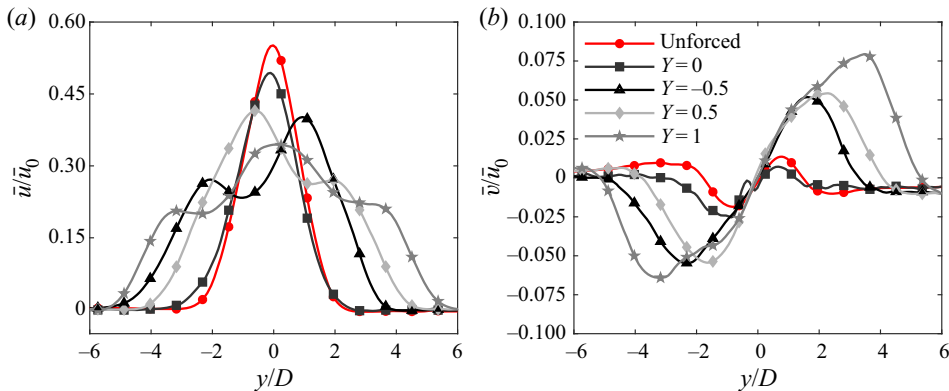 (a)
0.60
0.45
0.30
0.15
0
ū/ū₀
–6
–4
–2
0
2
4
6
y/D
(b)
0.100
0.075
0.050
0.025
0
–0.025
–0.050
–0.075
–0.100
v̄/ū₀
Unforced
Y = 0
Y = –0.5
Y = 0.5
Y = 1
–6
–4
–2
0
2
4
6
y/D